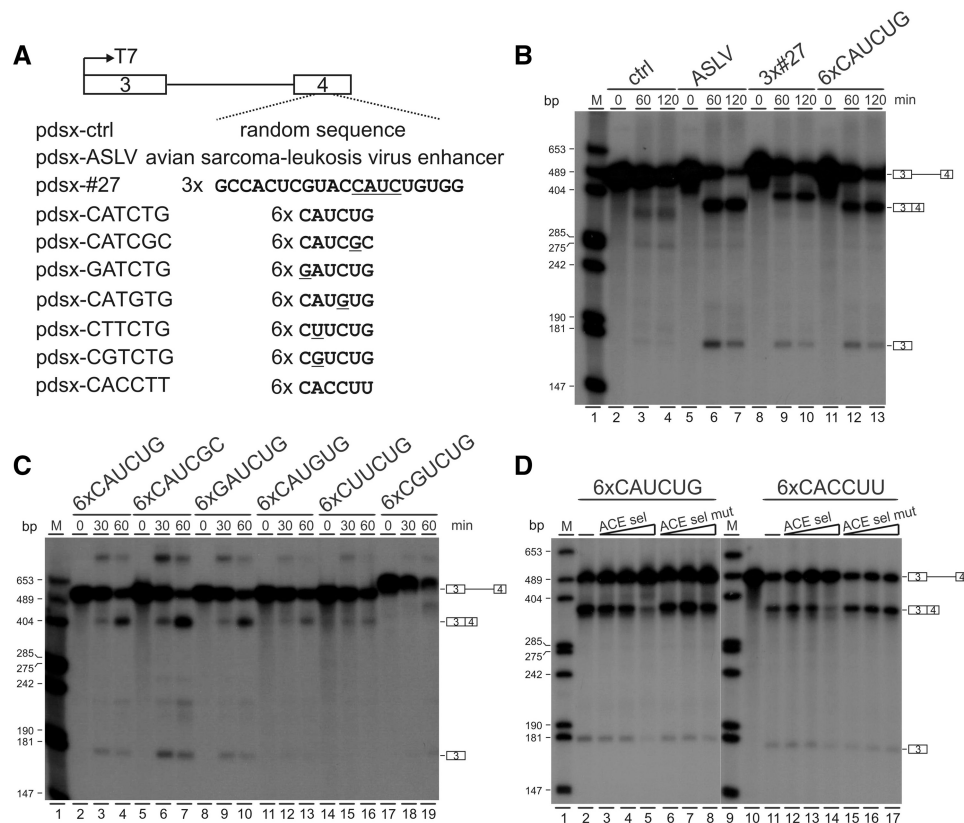 A
T7
3 4
pdsx-ctrl random sequence
pdsx-ASLV avian sarcoma-leukosis virus enhancer
pdsx-#27 3x GCCACUCGUACCAUCUGUGG
pdsx-CATCTG 6x CAUCUG
pdsx-CATCGC 6x CAUCGC
pdsx-GATCTG 6x GAUCUG
pdsx-CATGTG 6x CAUGUG
pdsx-CTTCTG 6x CUUCUG
pdsx-CGTCTG 6x CGUCUG
pdsx-CACCTT 6x CACCUU
B
ctrl ASLV 3x#27 6xCAUCUG
bp M 0 60 120 0 60 120 0 60 120 0 60 120 min
653
489 3 4
404
3 4
285
275
242
190
181
3
147
1 2 3 4 5 6 7 8 9 10 11 12 13
C
6xCAUCUG 6xCAUCGC 6xGAUCUG 6xCAUGUG 6xCUUCUG 6xCGUCUG
bp M 0 30 60 0 30 60 0 30 60 0 30 60 0 30 60 0 30 60 min
653
3 4
489
404 3 4
285
275
242
190
181
3
147
1 2 3 4 5 6 7 8 9 10 11 12 13 14 15 16 17 18 19
D
6xCAUCUG 6xCACCUU
bp M – ACE sel ACE sel mut M – ACE sel ACE sel mut
653
489 3 4
404
3 4
285
275
242
190
181
3
147
1 2 3 4 5 6 7 8 9 10 11 12 13 14 15 16 17